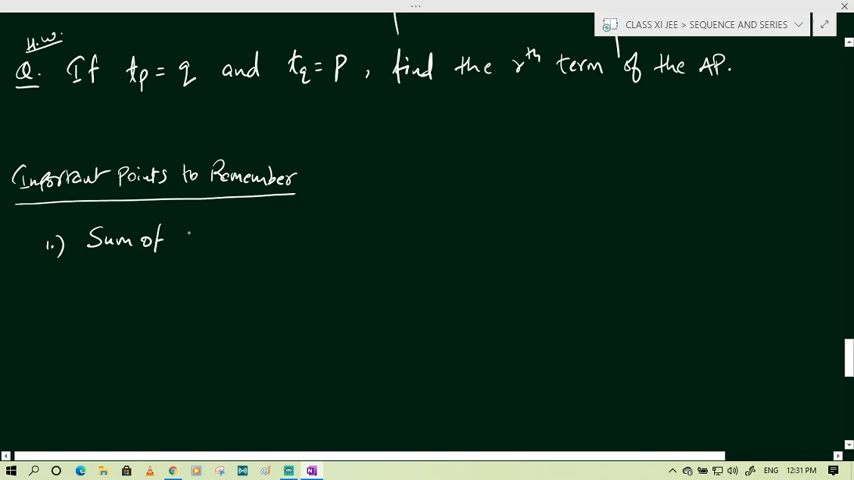 CLASS XI JEE > SEQUENCE AND SERIES
H.W.
Q. If tp = q and tq = p, find the rth term of the AP.
Important Points to Remember
1.) Sum of
ENG 12:31 PM